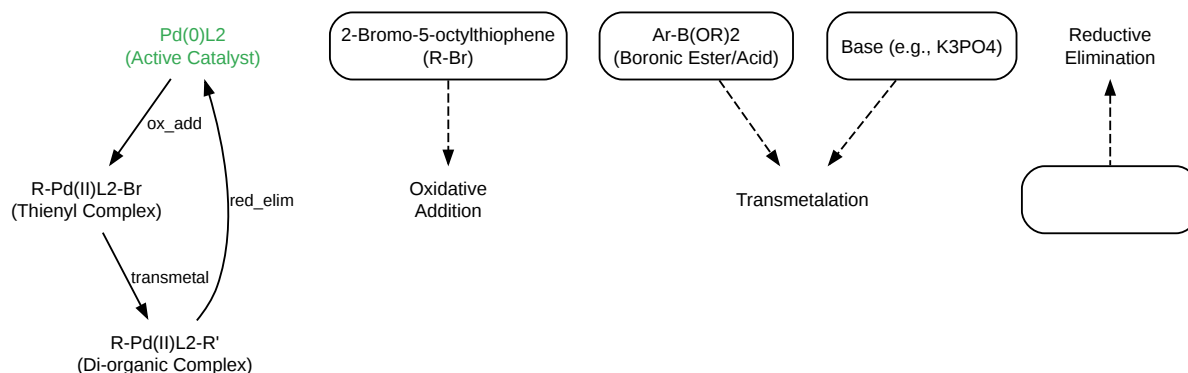 Pd(0)L2
(Active Catalyst)
ox_add
R-Pd(II)L2-Br
(Thienyl Complex)
red_elim
transmetal
R-Pd(II)L2-R'
(Di-organic Complex)
2-Bromo-5-octylthiophene
(R-Br)
Oxidative
Addition
Ar-B(OR)2
(Boronic Ester/Acid)
Base (e.g., K3PO4)
Transmetalation
Reductive
Elimination